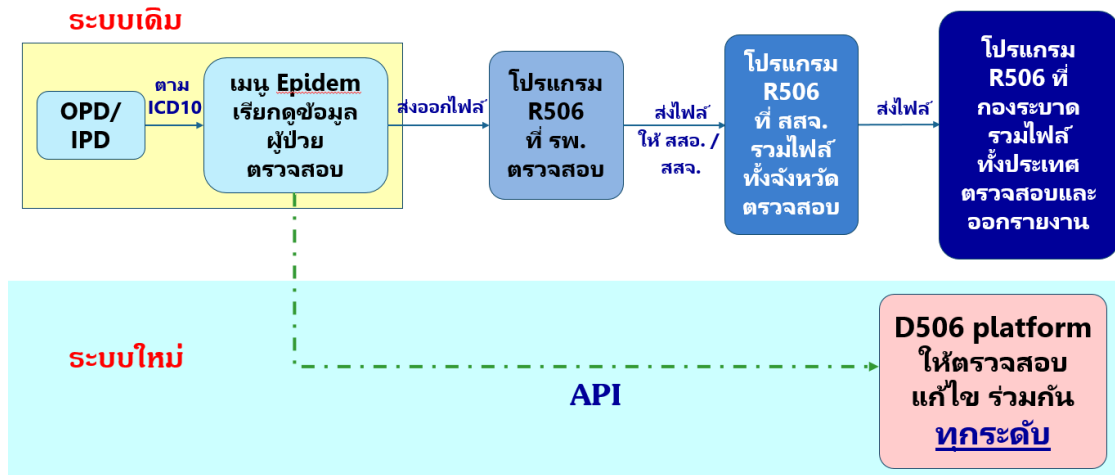 ระบบเดิม
OPD/
IPD
ตาม
ICD10
เมนู Epidem
เรียกดูข้อมูล
ผู้ป่วย
ตรวจสอบ
ส่งออกไฟล์
โปรแกรม
R506
ที่ รพ.
ตรวจสอบ
ส่งไฟล์
ให้ สสอ. /
สสจ.
โปรแกรม
R506
ที่ สสจ.
รวมไฟล์
ทั้งจังหวัด
ตรวจสอบ
ส่งไฟล์
โปรแกรม
R506 ที่
กองระบาด
รวมไฟล์
ทั้งประเทศ
ตรวจสอบและ
ออกรายงาน
ระบบใหม่
API
D506 platform
ให้ตรวจสอบ
แก้ไข ร่วมกัน
ทุกระดับ